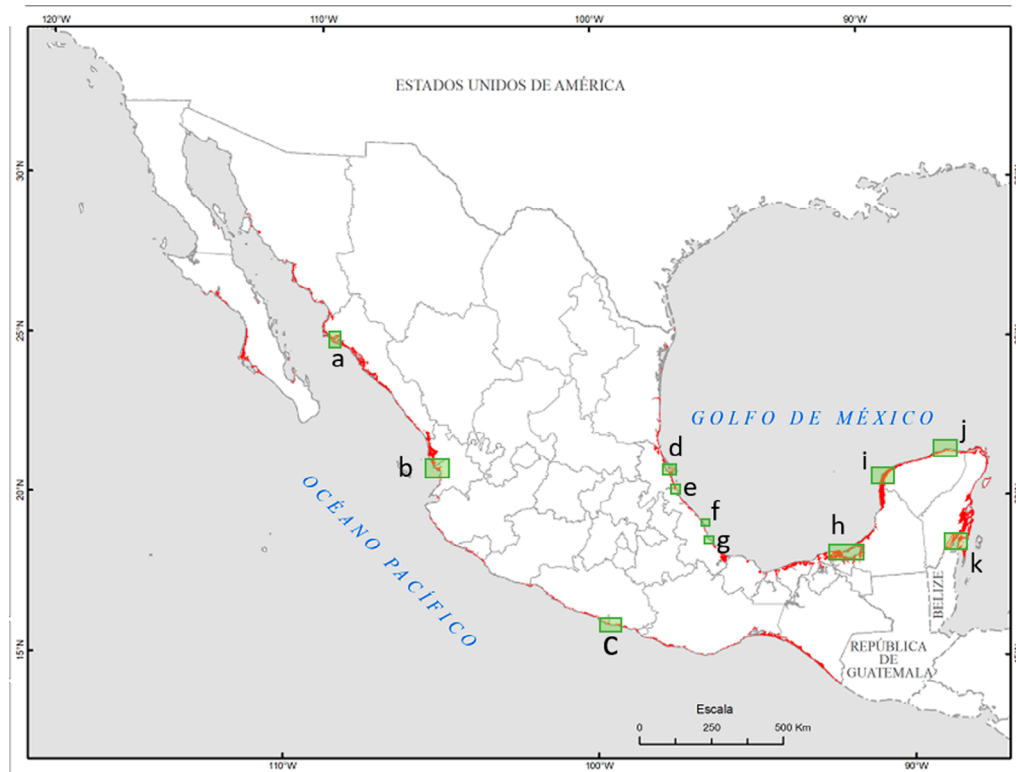 120°W 110°W 100°W 90°W
ESTADOS UNIDOS DE AMÉRICA
30°N
25°N
a
GOLFO DE MÉXICO
d
j
i
b
e
20°N
f
OCÉANO PACÍFICO
g
h
k
BELIZE
c
15°N
REPÚBLICA
DE
GUATEMALA
Escala
0 250 500 Km
110°W 100°W 90°W